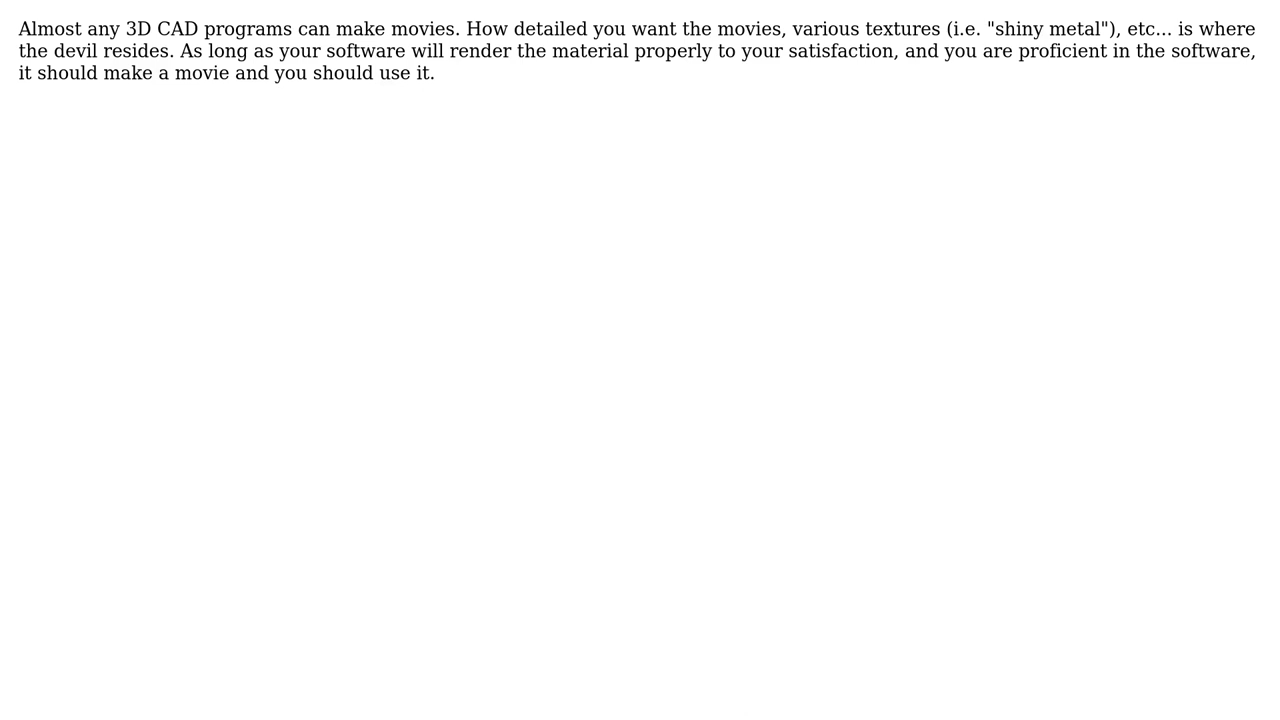 Almost any 3D CAD programs can make movies. How detailed you want the movies, various textures (i.e. "shiny metal"), etc... is where
the devil resides. As long as your software will render the material properly to your satisfaction, and you are proficient in the software,
it should make a movie and you should use it.